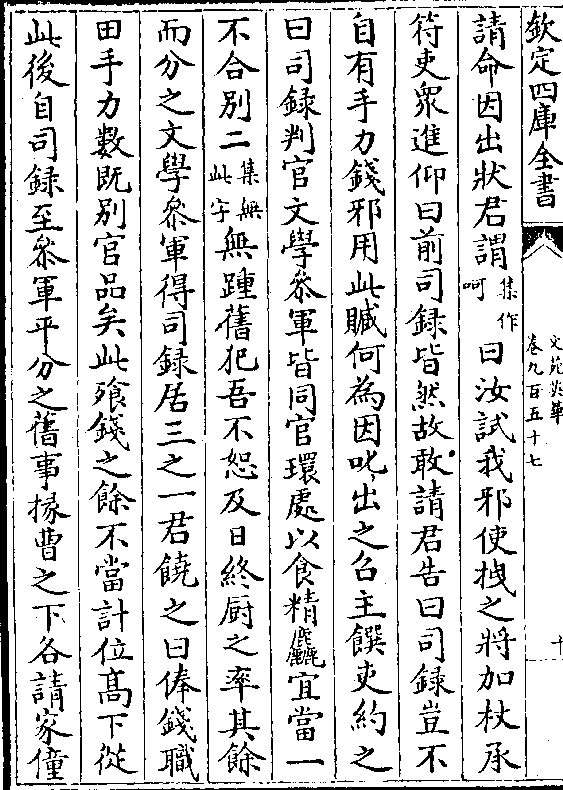 欽定四庫全書
文苑英華
卷九百五十七
十
請命因出狀君謂集作呵曰汝試我邪使拽之將加杖承
符吏衆進仰曰前司録皆然故敢請君告曰司録豈不
自有手力錢邪用此贓何為因叱出之召主饌吏約之
曰司録判官文學叅軍皆同官環處以食精麤宜當一
不合别二集無此字無踵舊犯吾不恕及日終厨之率其餘
而分之文學叅軍得司録居三之一君饒之曰俸錢職
田手力數既别官品矣此飱錢之餘不當計位髙下從
此後自司録至叅軍平分之舊事掾曹之下各請家僮